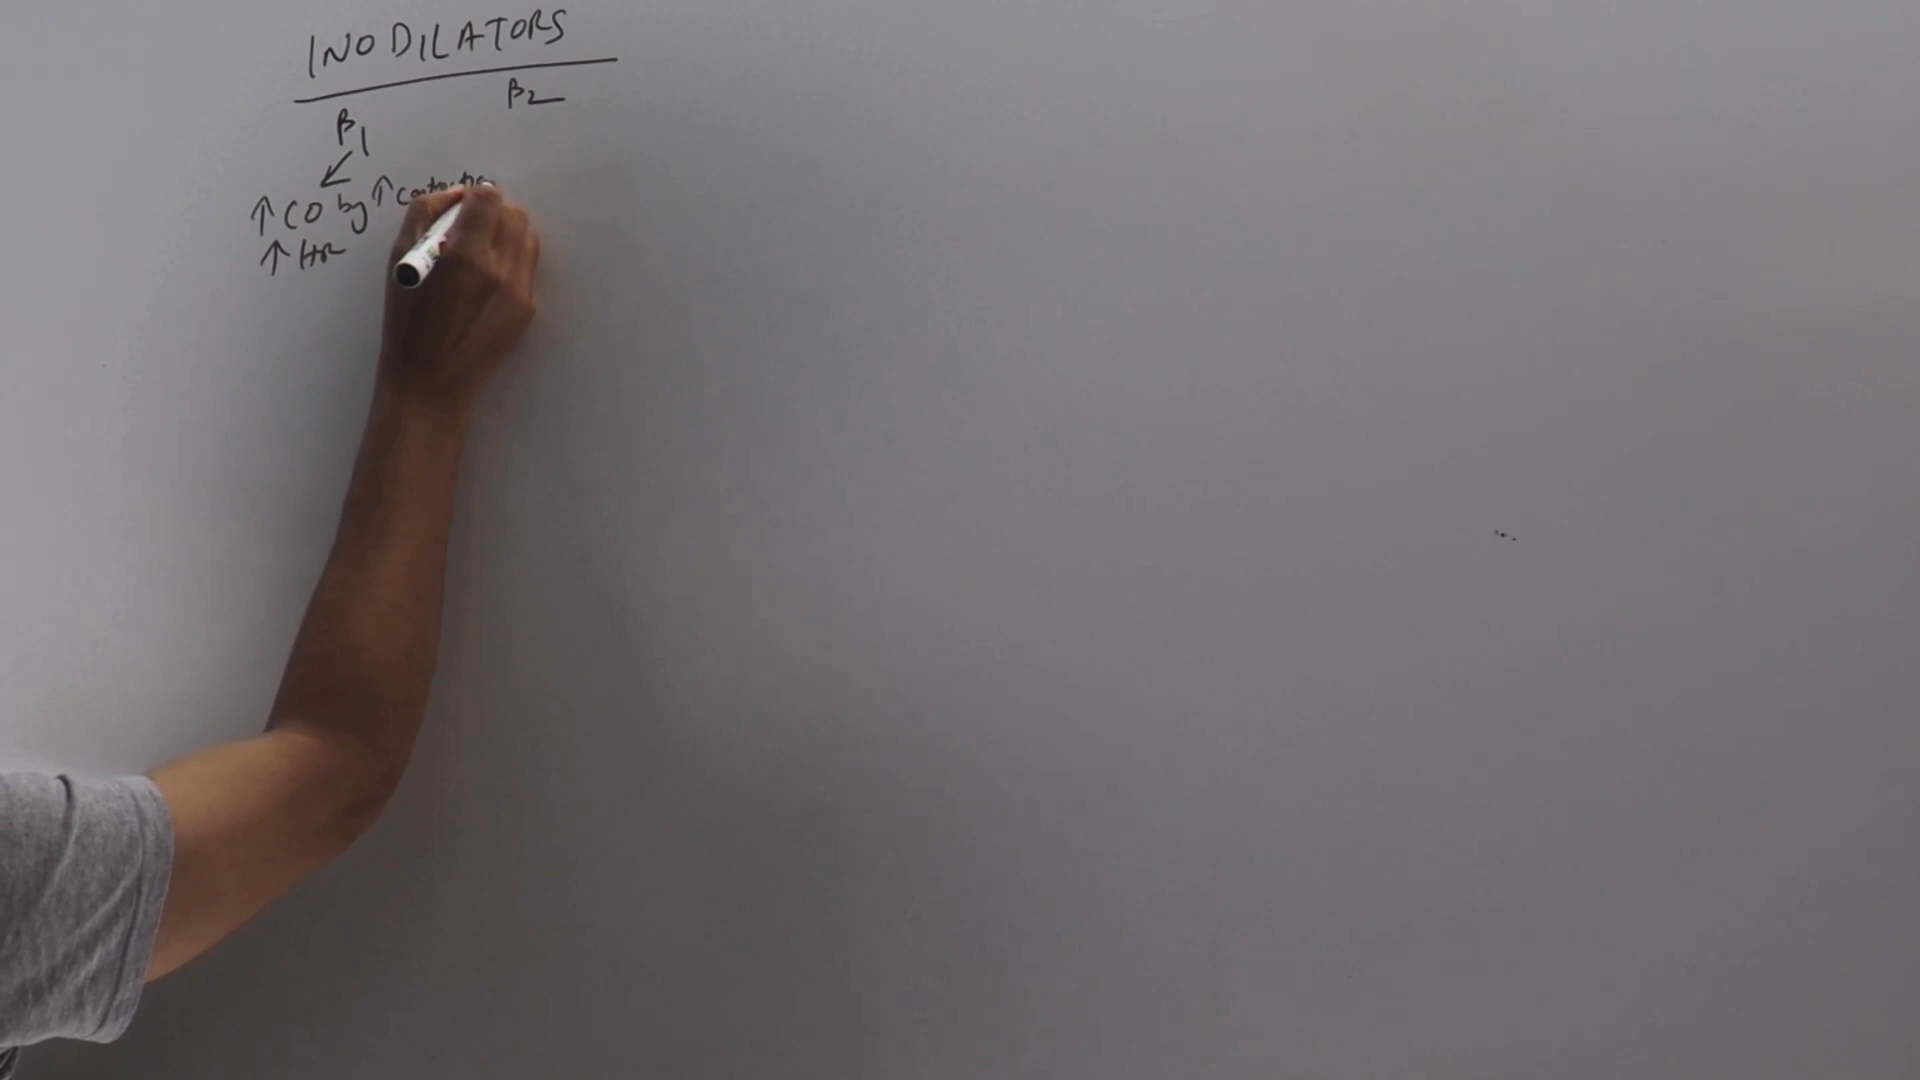 INODILATORS
β1 β2
↙
↑ CO by ↑
↑ HR